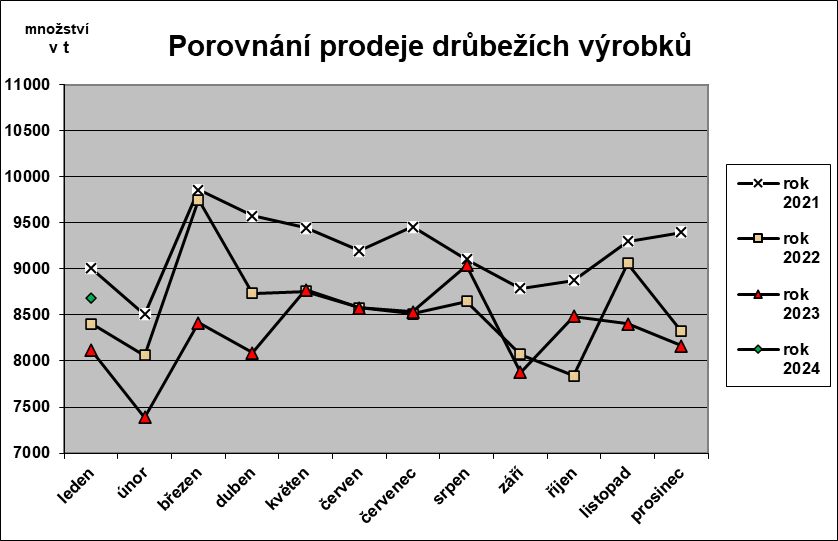 množství
v t
Porovnání prodeje drůbežích výrobků
11000
10500
10000
9500
9000
8500
8000
7500
7000
leden
únor
březen
duben
květen
červen
červenec
srpen
září
říjen
listopad
prosinec
rok
2021
rok
2022
rok
2023
rok
2024